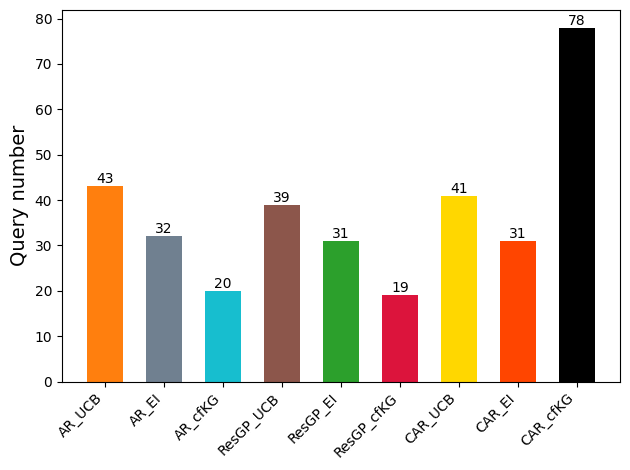 Query number
80
70
60
50
40
30
20
10
0
43
32
20
39
31
19
41
31
78
AR_UCB
AR_EI
AR_cfKG
ResGP_UCB
ResGP_EI
ResGP_cfKG
CAR_UCB
CAR_EI
CAR_cfKG